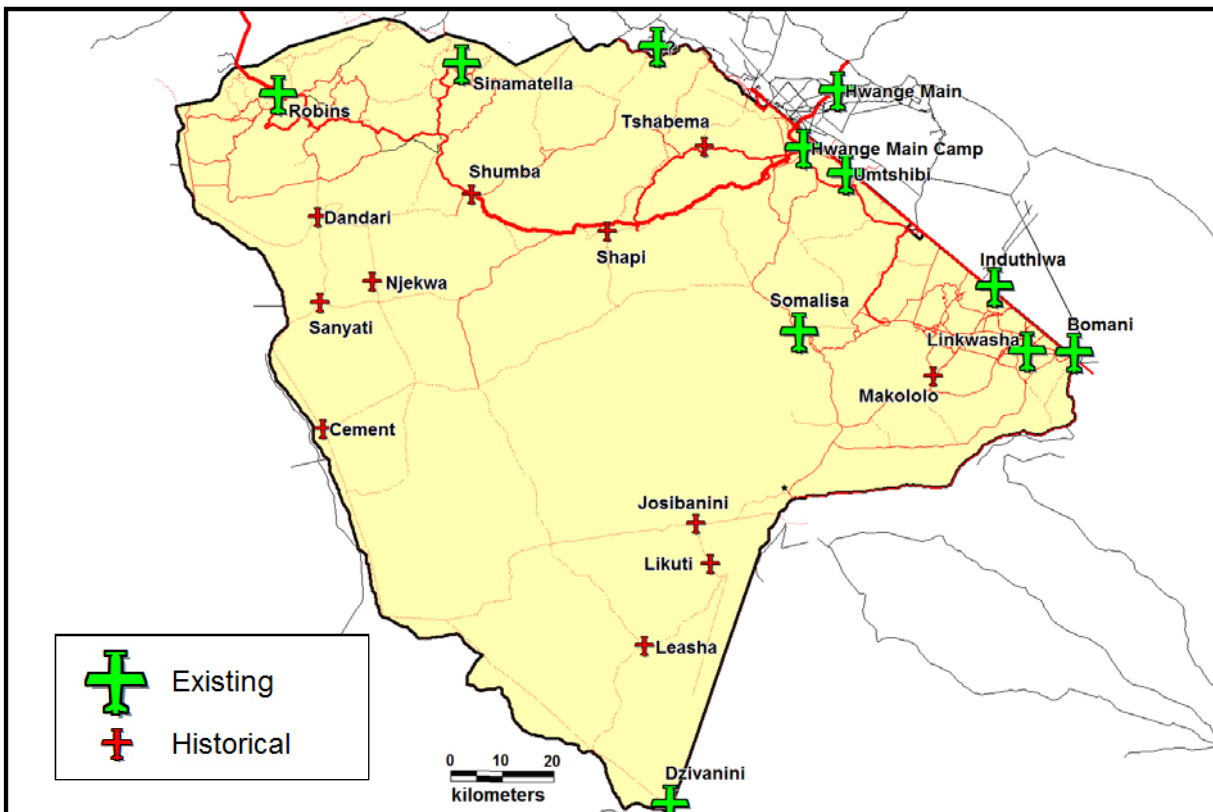 Sinamatella
Hwange Main
Robins
Tshabema
Hwange Main Camp
Umtshibi
Shumba
Dandari
Shapi
Induthlwa
Njekwa
Somalisa
Sanyati
Linkwasha
Bomani
Makololo
Cement
*
Josibanini
Likuti
Leasha
Existing
Historical
0 10 20
kilometers
Dzivanini